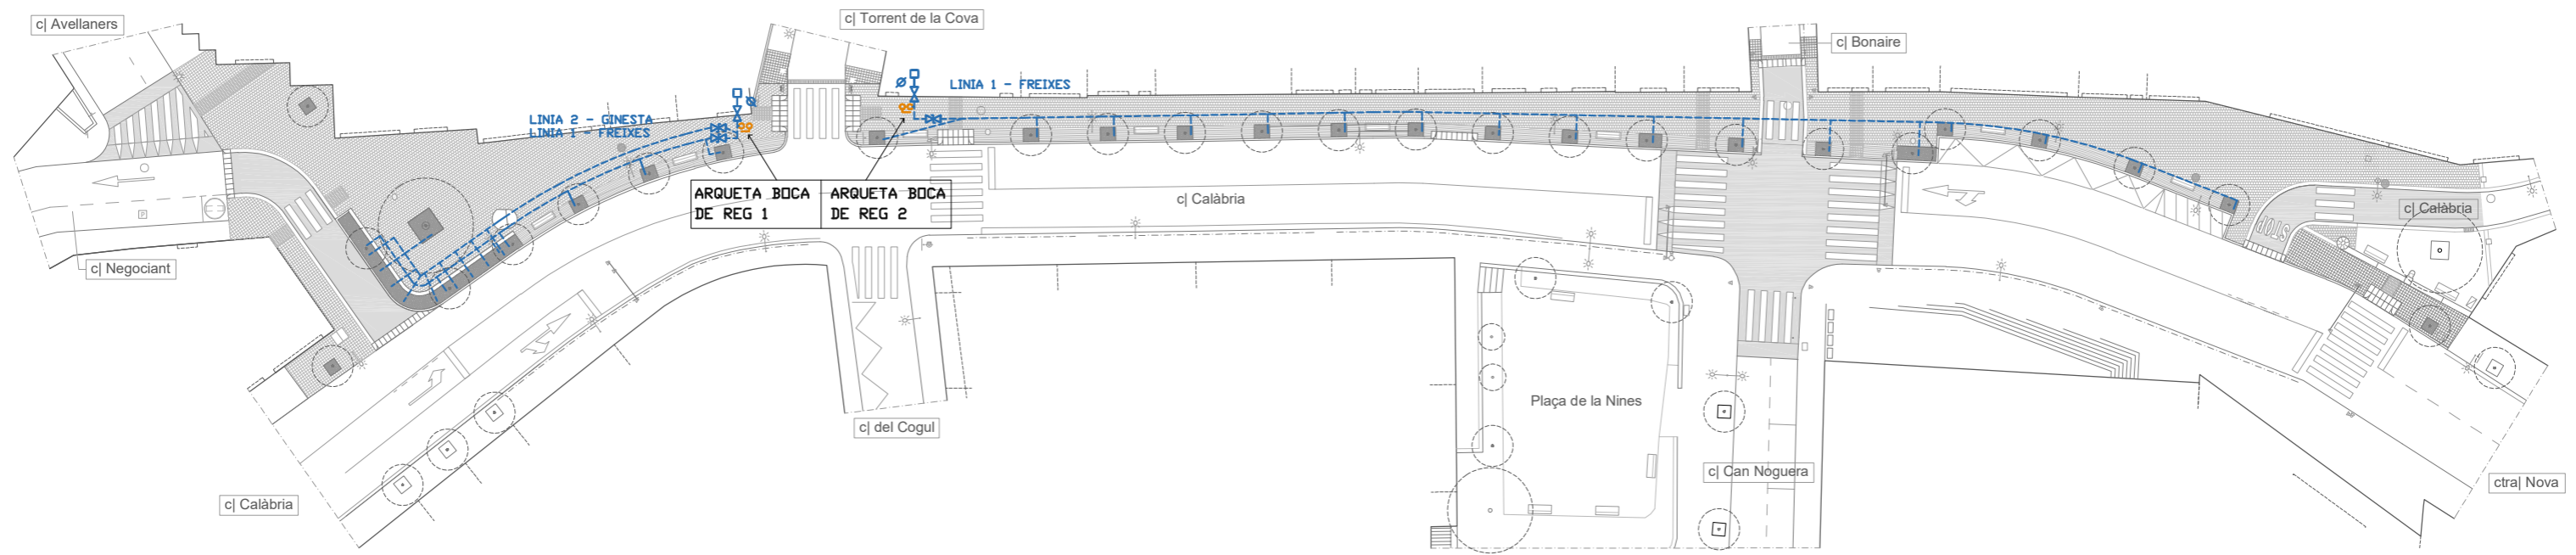 c| Avellaners
c| Torrent de la Cova
c| Bonaire
LINIA 1 - FREIXES
LINIA 2 - GINESTA
LINIA 1 - FREIXES
ARQUETA BOCA
DE REG 1
ARQUETA BOCA
DE REG 2
c| Calàbria
c| Calàbria
STOP
P
c| Negociant
Plaça de la Nines
c| del Cogul
c| Can Noguera
c| Calàbria
ctra| Nova